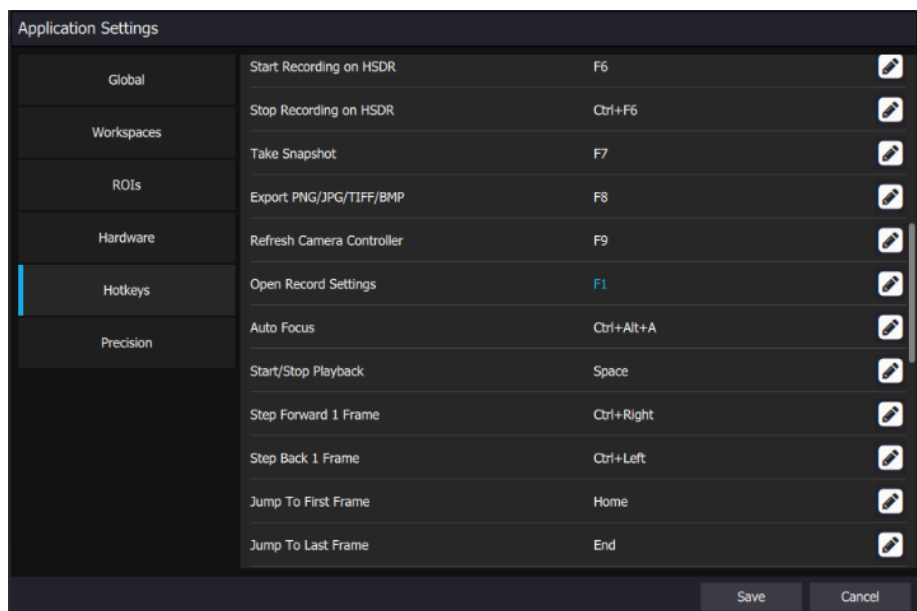 Application Settings
Global
Workspaces
ROIs
Hardware
Hotkeys
Precision
Start Recording on HSDR F6
Stop Recording on HSDR Ctrl+F6
Take Snapshot F7
Export PNG/JPG/TIFF/BMP F8
Refresh Camera Controller F9
Open Record Settings F1
Auto Focus Ctrl+Alt+A
Start/Stop Playback Space
Step Forward 1 Frame Ctrl+Right
Step Back 1 Frame Ctrl+Left
Jump To First Frame Home
Jump To Last Frame End
Save Cancel